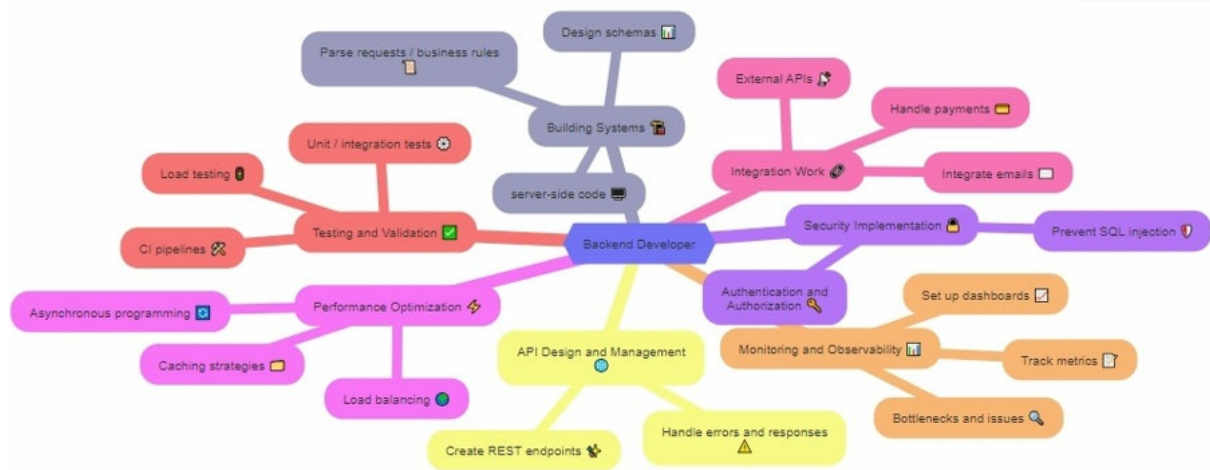 Design schemas
Parse requests / business rules
Building Systems
server-side code
External APIs
Handle payments
Integration Work
Integrate emails
Unit / integration tests
Load testing
Testing and Validation
CI pipelines
Backend Developer
Security Implementation
Prevent SQL injection
Authentication and
Authorization
Performance Optimization
Asynchronous programming
Caching strategies
Load balancing
API Design and Management
Create REST endpoints
Handle errors and responses
Set up dashboards
Monitoring and Observability
Track metrics
Bottlenecks and issues